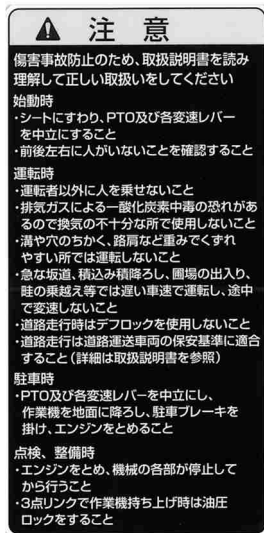 注意
傷害事故防止のため、取扱説明書を読み
理解して正しい取扱いをしてください
始動時
・シートにすわり、PTO及び各変速レバー
を中立にすること
・前後左右に人がいないことを確認すること
運転時
・運転者以外に人を乗せないこと
・排気ガスによる一酸化炭素中毒の恐れがあ
るので換気の不十分な所で使用しないこと
・溝や穴のちかく、路肩など重みでくずれ
やすい所では運転しないこと
・急な坂道、積込み積降ろし、圃場の出入り、
畦の乗越え等では遅い車速で運転し、途中
で変速しないこと
・道路走行時はデフロックを使用しないこと
・道路走行は道路運送車両の保安基準に適合
すること(詳細は取扱説明書を参照)
駐車時
・PTO及び各変速レバーを中立にし、
作業機を地面に降ろし、駐車ブレーキを
掛け、エンジンをとめること
点検、整備時
・エンジンをとめ、機械の各部が停止して
から行うこと
・3点リンクで作業機持ち上げ時は油圧
ロックをすること